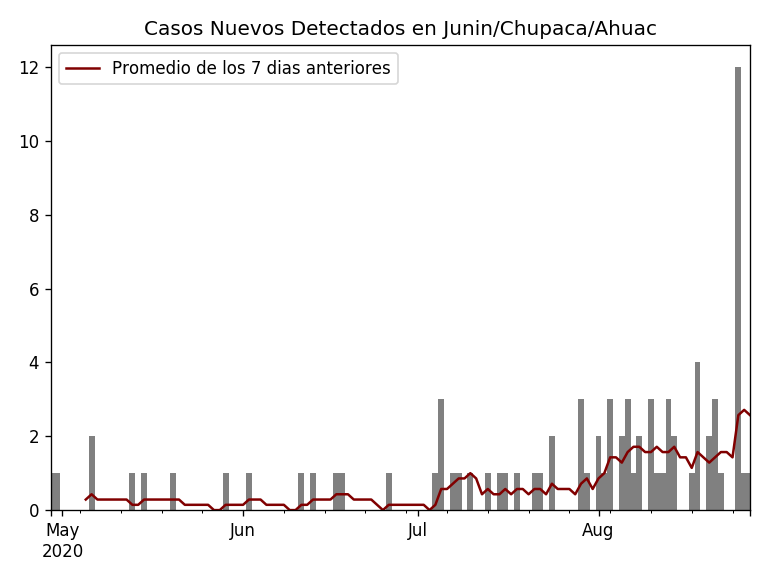 Casos Nuevos Detectados en Junin/Chupaca/Ahuac
Promedio de los 7 dias anteriores
12
10
8
6
4
2
0
May Jun Jul Aug
2020